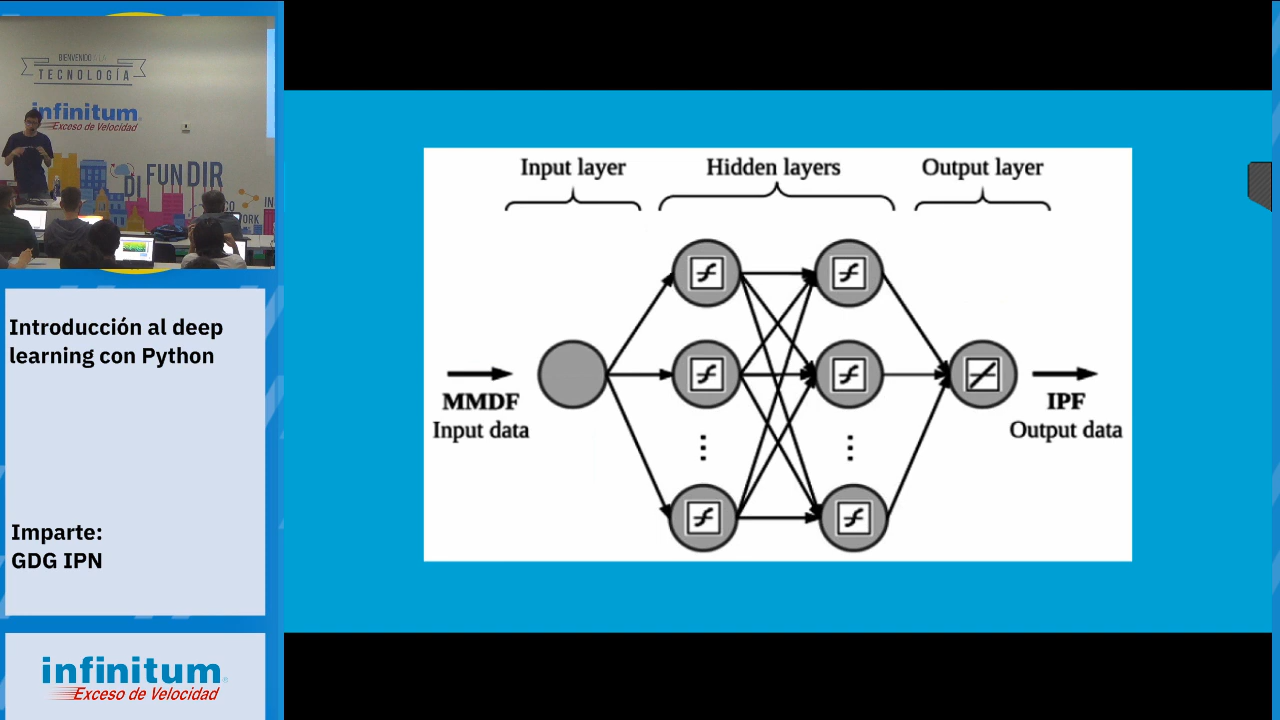 BIENVENIDO A LA
TECNOLOGÍA
infinitum
Exceso de Velocidad
DI
FUN
DIR
Introducción al deep
learning con Python
Imparte:
GDG IPN
infinitum
Exceso de Velocidad
Input layer
Hidden layers
Output layer
MMDF
Input data
IPF
Output data